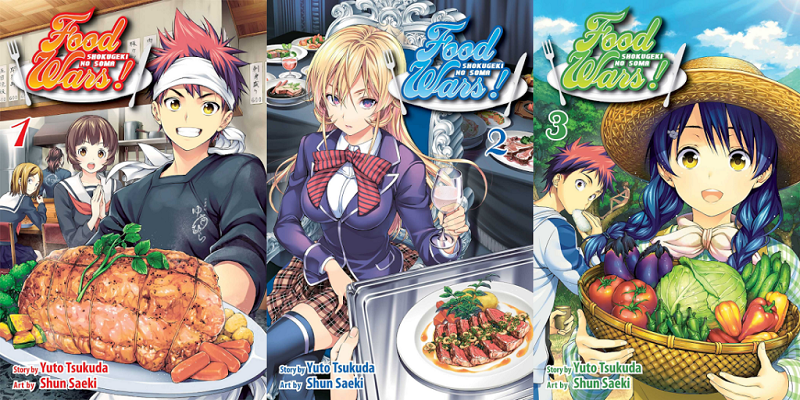 Food
SHOKUGEKI
NO SOMA
Wars!
1
Story by Yuto Tsukuda
Art by Shun Saeki
Food
SHOKUGEKI
NO SOMA
Wars!
2
Story by Yuto Tsukuda
Art by Shun Saeki
Food
SHOKUGEKI
NO SOMA
Wars!
3
Story by Yuto Tsukuda
Art by Shun Saeki